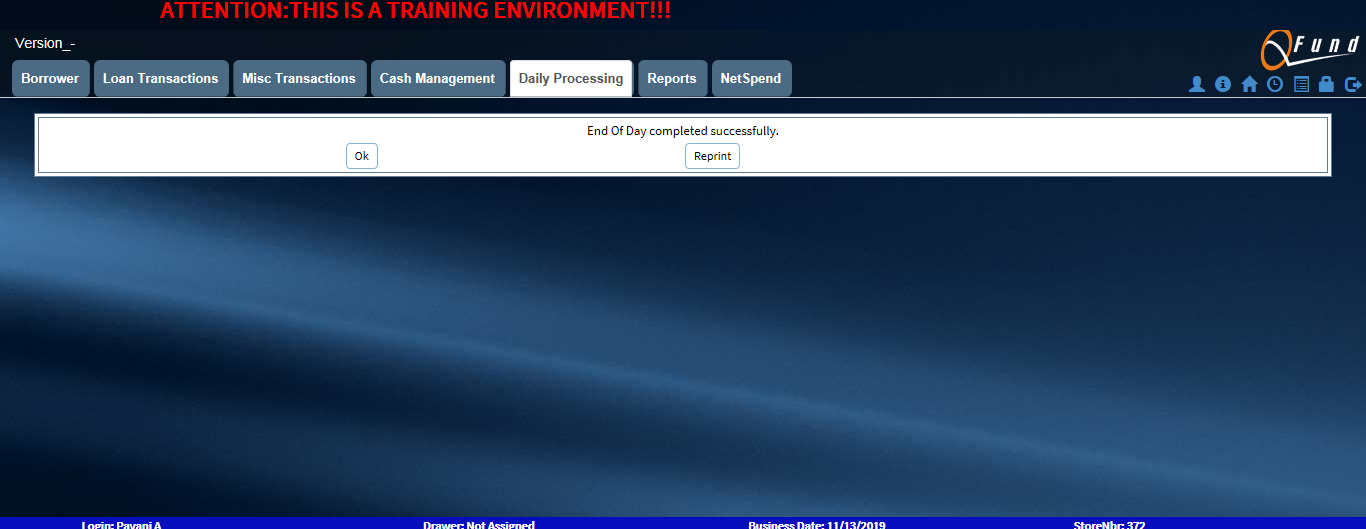 ATTENTION:THIS IS A TRAINING ENVIRONMENT!!!
Version_-
QFund
Borrower Loan Transactions Misc Transactions Cash Management Daily Processing Reports NetSpend
End Of Day completed successfully.
Ok Reprint
Login: Pavani A Drawer: Not Assigned Business Date: 11/13/2019 StoreNbr: 372